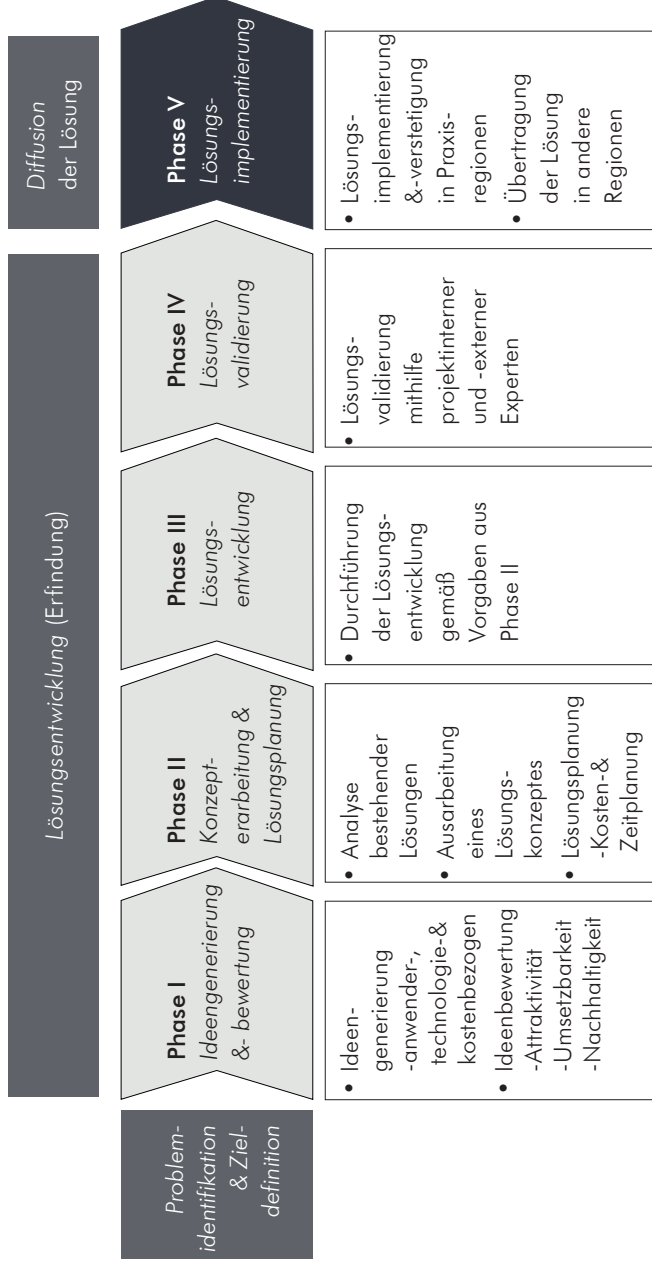 Lösungsentwicklung (Erfindung)
Diffusion
der Lösung
Problem-
identifikation
& Ziel-
definition
Phase I
Ideengenerierung
&- bewertung
Phase II
Konzept-
erarbeitung &
Lösungsplanung
Phase III
Lösungs-
entwicklung
Phase IV
Lösungs-
validierung
Phase V
Lösungs-
implementierung
• Ideen-
generierung
-anwender-,
technologie-&
kostenbezogen
• Ideenbewertung
-Attraktivität
-Umsetzbarkeit
-Nachhaltigkeit
• Analyse
bestehender
Lösungen
• Ausarbeitung
eines
Lösungs-
konzeptes
• Lösungsplanung
-Kosten-&
Zeitplanung
• Durchführung
der Lösungs-
entwicklung
gemäß
Vorgaben aus
Phase II
• Lösungs-
validierung
mithilfe
projektinterner
und -externer
Experten
• Lösungs-
implementierung
&-verstetigung
in Praxis-
regionen
• Übertragung
der Lösung
in andere
Regionen